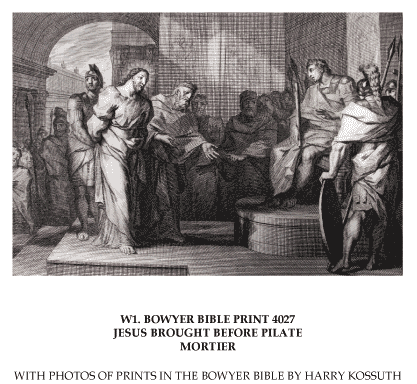 W1. BOWYER BIBLE PRINT 4027
JESUS BROUGHT BEFORE PILATE
MORTIER
WITH PHOTOS OF PRINTS IN THE BOWYER BIBLE BY HARRY KOSSUTH